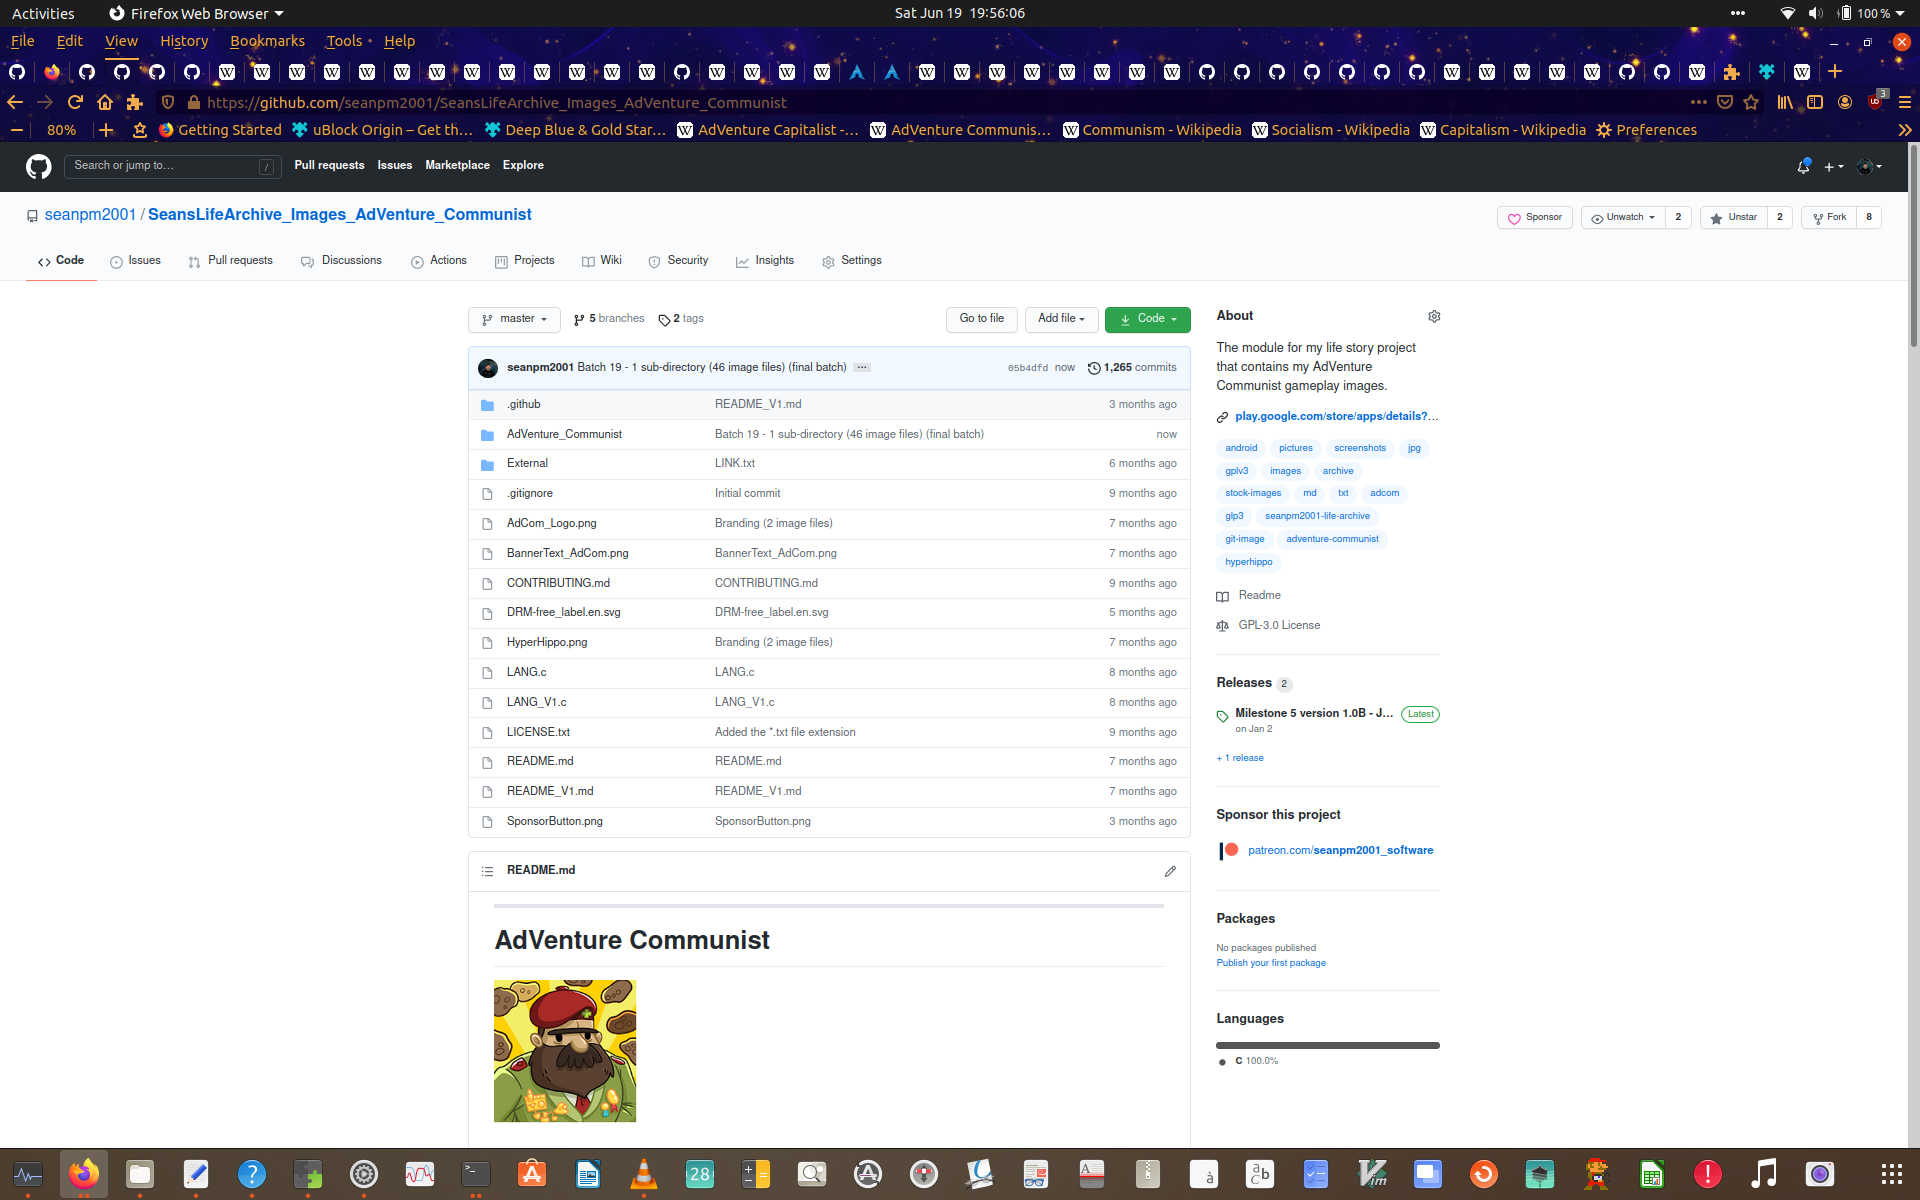 Activities Firefox Web Browser Sat Jun 19 19:56:06 100 %
File Edit View History Bookmarks Tools Help
https://github.com/seanpm2001/SeansLifeArchive_Images_AdVenture_Communist 3
80% Getting Started uBlock Origin – Get th… Deep Blue & Gold Star… AdVenture Capitalist -… AdVenture Communis… Communism - Wikipedia Socialism - Wikipedia Capitalism - Wikipedia Preferences
Search or jump to… / Pull requests Issues Marketplace Explore
seanpm2001 / SeansLifeArchive_Images_AdVenture_Communist Sponsor Unwatch 2 Unstar 2 Fork 8
Code Issues Pull requests Discussions Actions Projects Wiki Security Insights Settings
master 5 branches 2 tags Go to file Add file Code
seanpm2001 Batch 19 - 1 sub-directory (46 image files) (final batch) ... 05b4dfd now 1,265 commits
.github README_V1.md 3 months ago
AdVenture_Communist Batch 19 - 1 sub-directory (46 image files) (final batch) now
External LINK.txt 6 months ago
.gitignore Initial commit 9 months ago
AdCom_Logo.png Branding (2 image files) 7 months ago
BannerText_AdCom.png BannerText_AdCom.png 7 months ago
CONTRIBUTING.md CONTRIBUTING.md 9 months ago
DRM-free_label.en.svg DRM-free_label.en.svg 5 months ago
HyperHippo.png Branding (2 image files) 7 months ago
LANG.c LANG.c 8 months ago
LANG_V1.c LANG_V1.c 8 months ago
LICENSE.txt Added the *.txt file extension 9 months ago
README.md README.md 7 months ago
README_V1.md README_V1.md 7 months ago
SponsorButton.png SponsorButton.png 3 months ago
README.md
AdVenture Communist
About
The module for my life story project
that contains my AdVenture
Communist gameplay images.
play.google.com/store/apps/details?…
android pictures screenshots jpg
gplv3 images archive
stock-images md txt adcom
glp3 seanpm2001-life-archive
git-image adventure-communist
hyperhippo
Readme
GPL-3.0 License
Releases 2
Milestone 5 version 1.0B - J… Latest
on Jan 2
+ 1 release
Sponsor this project
patreon.com/seanpm2001_software
Packages
No packages published
Publish your first package
Languages
C 100.0%
28